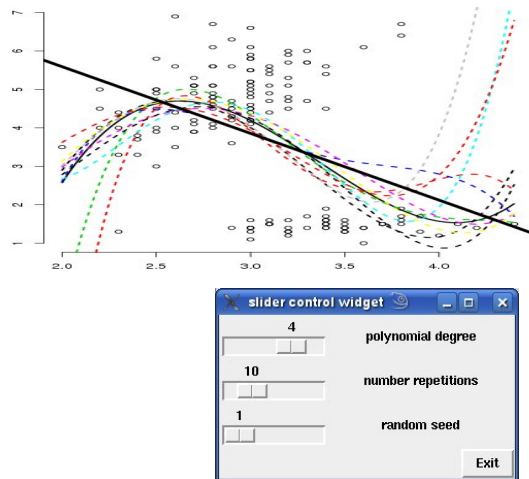 7
6
5
4
3
2
1
2.0 2.5 3.0 3.5 4.0
slider control widget
4
polynomial degree
10
number repetitions
1
random seed
Exit